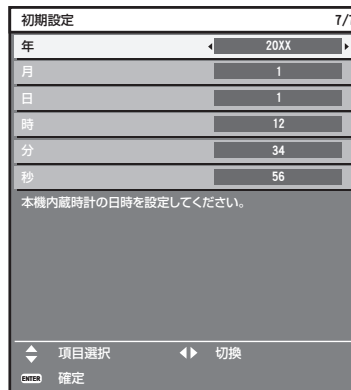 初期設定 7/7
年 20XX
月 1
日 1
時 12
分 34
秒 56
本機内蔵時計の日時を設定してください。
項目選択 切換
ENTER 確定